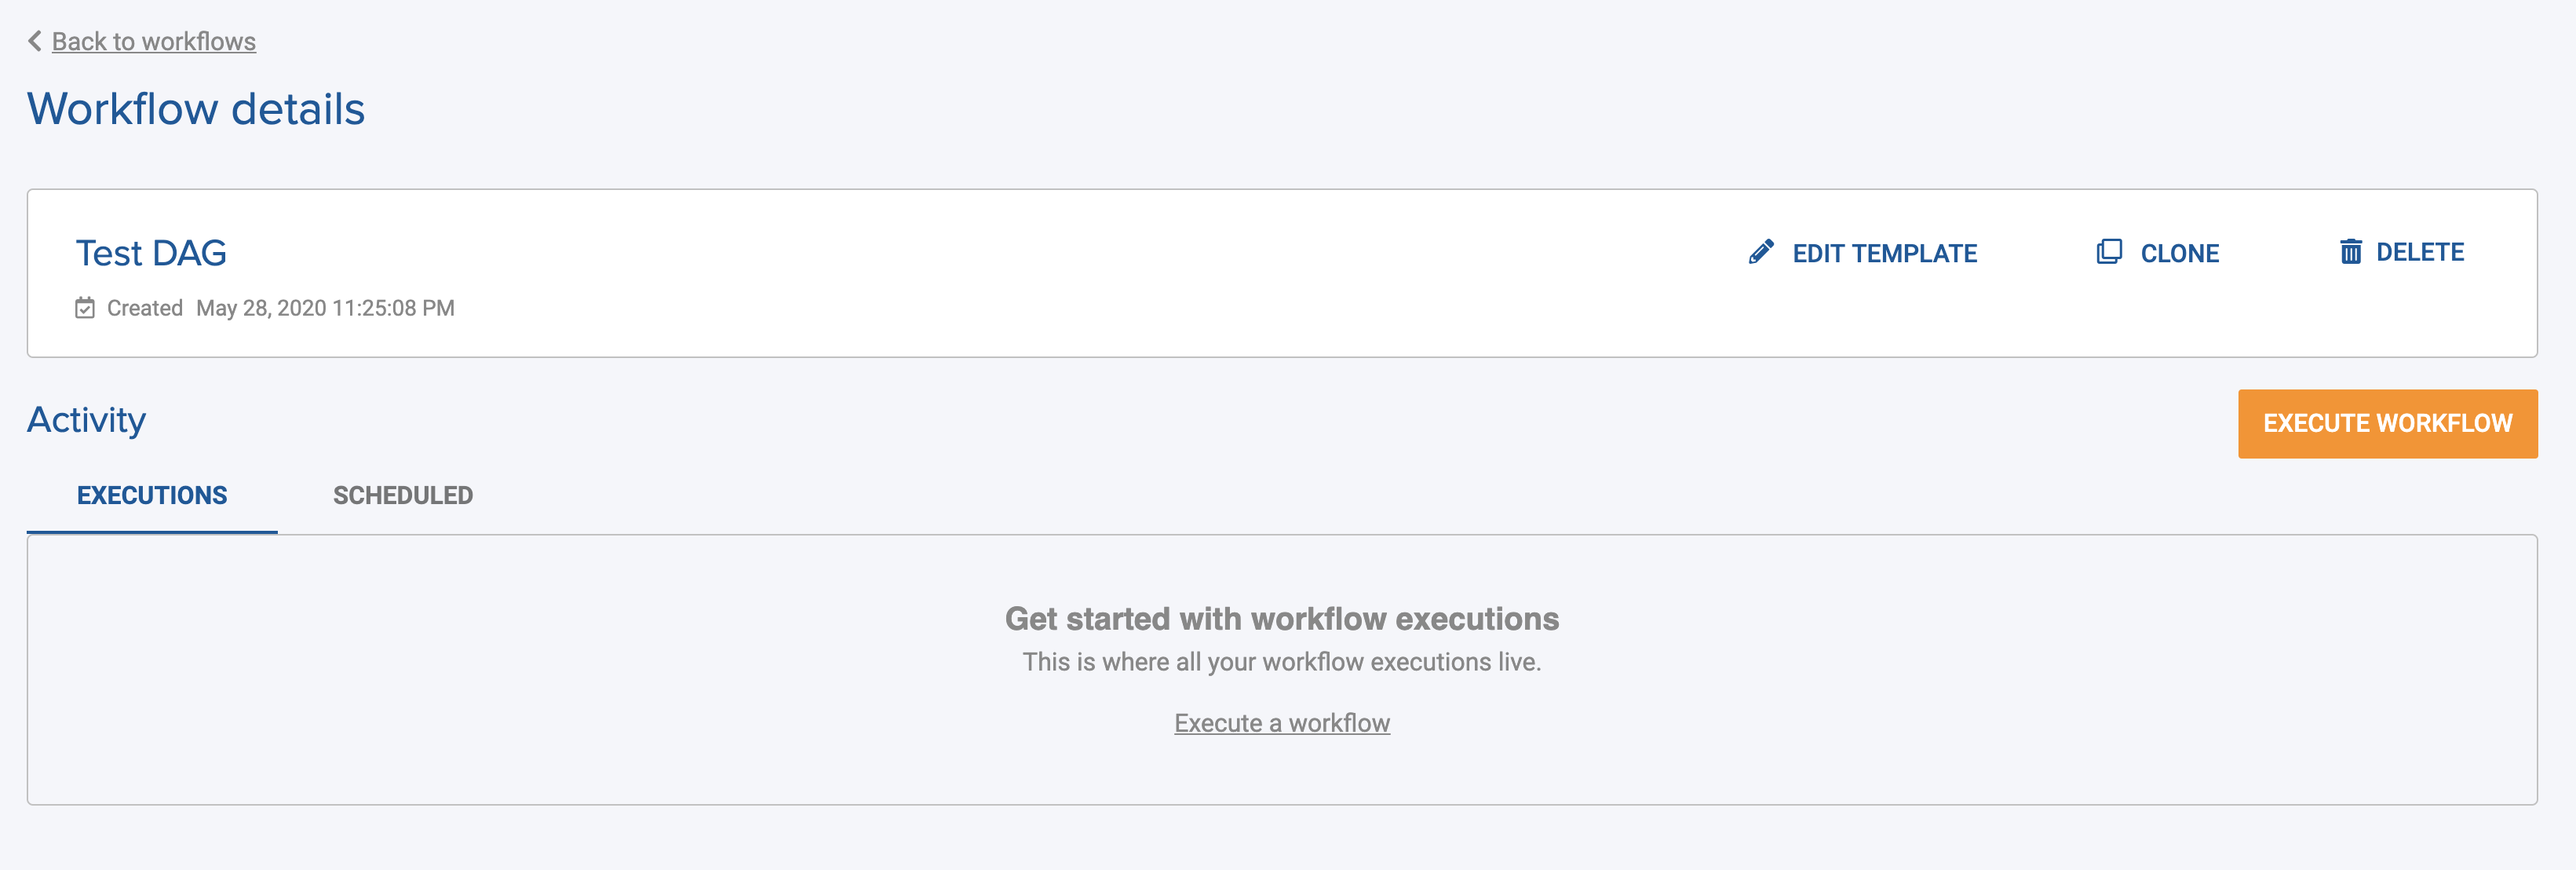 Back to workflows
Workflow details
Test DAG
EDIT TEMPLATE
CLONE
DELETE
Created May 28, 2020 11:25:08 PM
Activity
EXECUTE WORKFLOW
EXECUTIONS
SCHEDULED
Get started with workflow executions
This is where all your workflow executions live.
Execute a workflow